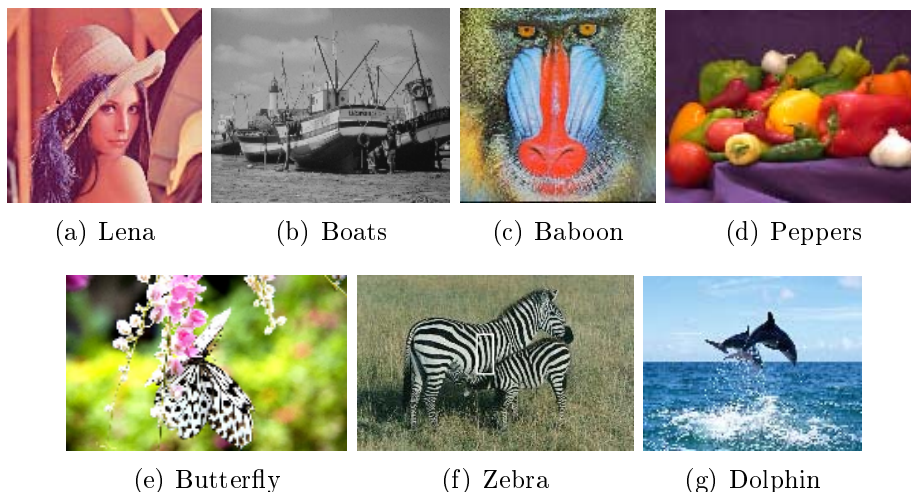 (a) Lena
(b) Boats
(c) Baboon
(d) Peppers
(e) Butterfly
(f) Zebra
(g) Dolphin